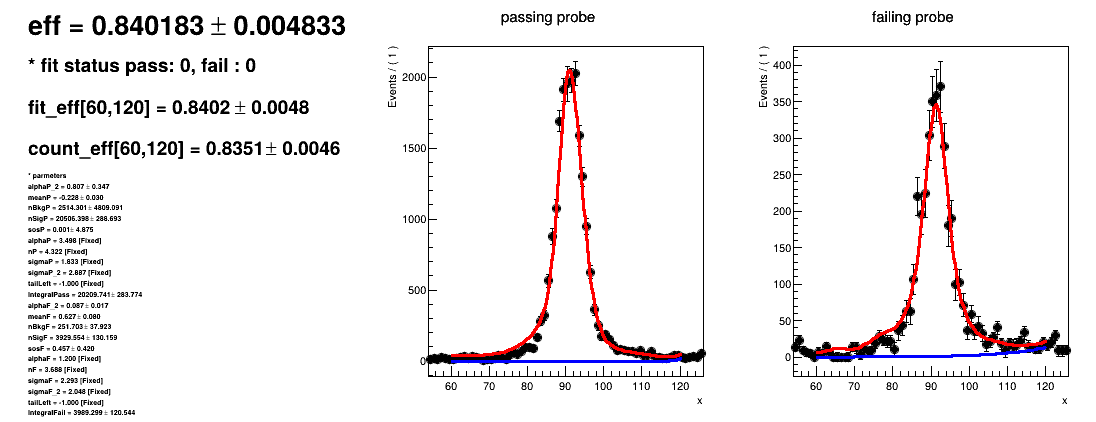 eff = 0.840183 ± 0.004833
* fit status pass: 0, fail : 0
fit_eff[60,120] = 0.8402 ± 0.0048
count_eff[60,120] = 0.8351 ± 0.0046
* parmeters
alphaP_2 = 0.807 ± 0.347
meanP = -0.228 ± 0.030
nBkgP = 2514.301 ± 4809.091
nSigP = 20506.398 ± 288.693
sosP = 0.001 ± 4.875
alphaP = 3.498 [Fixed]
nP = 4.322 [Fixed]
sigmaP = 1.833 [Fixed]
sigmaP_2 = 2.887 [Fixed]
tailLeft = -1.000 [Fixed]
IntegralPass = 20209.741 ± 283.774
alphaF_2 = 0.087 ± 0.017
meanF = 0.627 ± 0.080
nBkgF = 251.703 ± 37.923
nSigF = 3929.554 ± 130.159
sosF = 0.457 ± 0.420
alphaF = 1.200 [Fixed]
nF = 3.688 [Fixed]
sigmaF = 2.293 [Fixed]
sigmaF_2 = 2.048 [Fixed]
tailLeft = -1.000 [Fixed]
IntegralFail = 3989.299 ± 120.544
passing probe
Events / ( 1 )
2000
1500
1000
500
0
60 70 80 90 100 110 120
x
failing probe
Events / ( 1 )
400
350
300
250
200
150
100
50
0
60 70 80 90 100 110 120
x